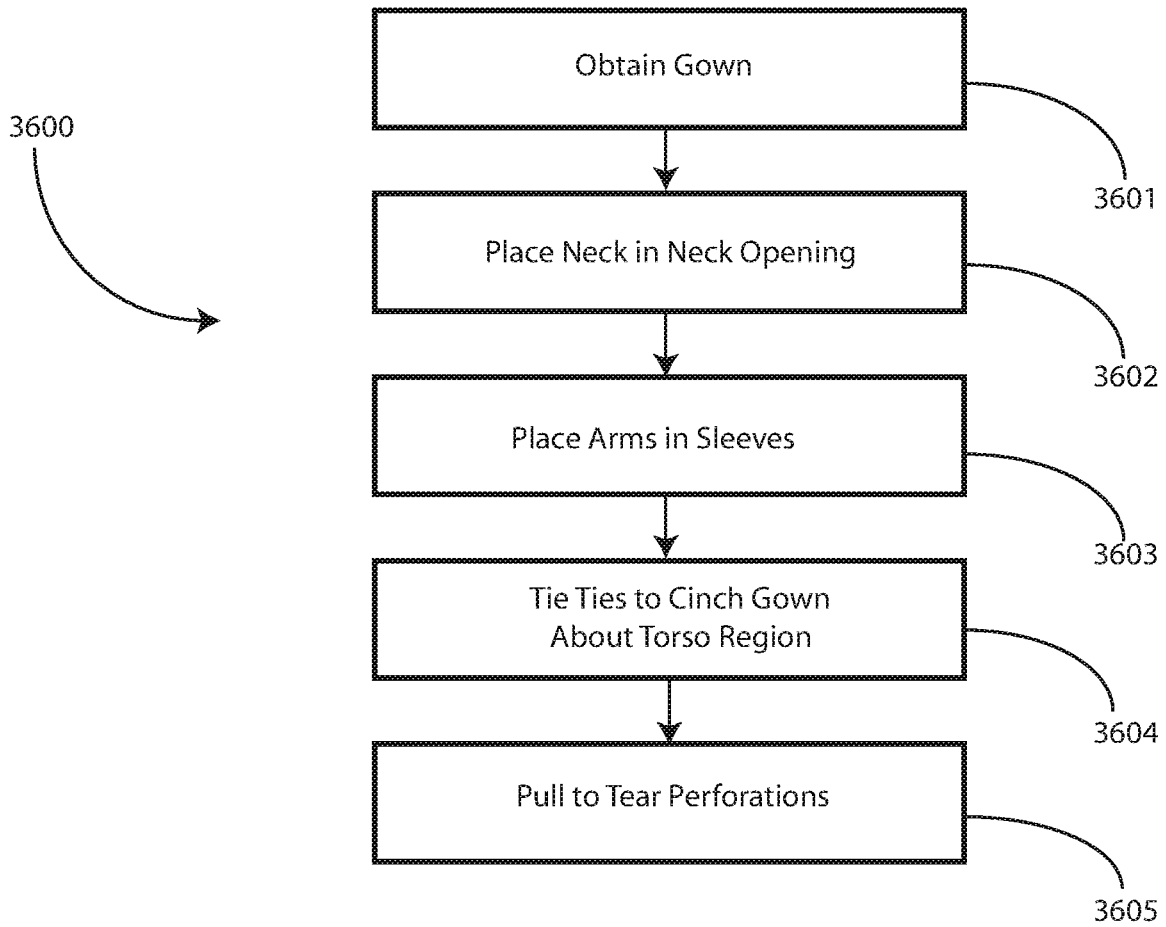 Obtain Gown
3600
3601
Place Neck in Neck Opening
3602
Place Arms in Sleeves
3603
Tie Ties to Cinch Gown
About Torso Region
3604
Pull to Tear Perforations
3605